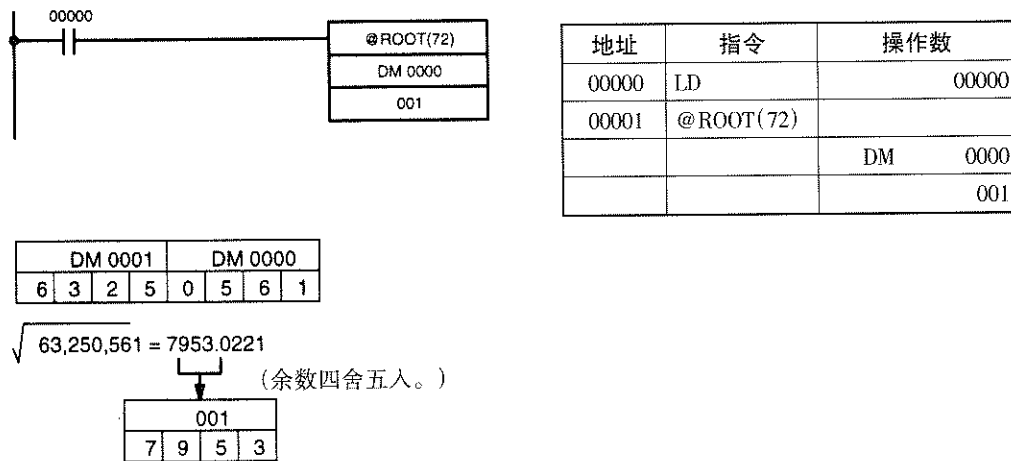 00000
@ROOT(72)
DM 0000
001
地址 指令 操作数
00000 LD 00000
00001 @ROOT(72)
DM 0000
001
DM 0001 DM 0000
6 3 2 5 0 5 6 1
√63,250,561 = 7953.0221
(余数四舍五入。)
001
7 9 5 3